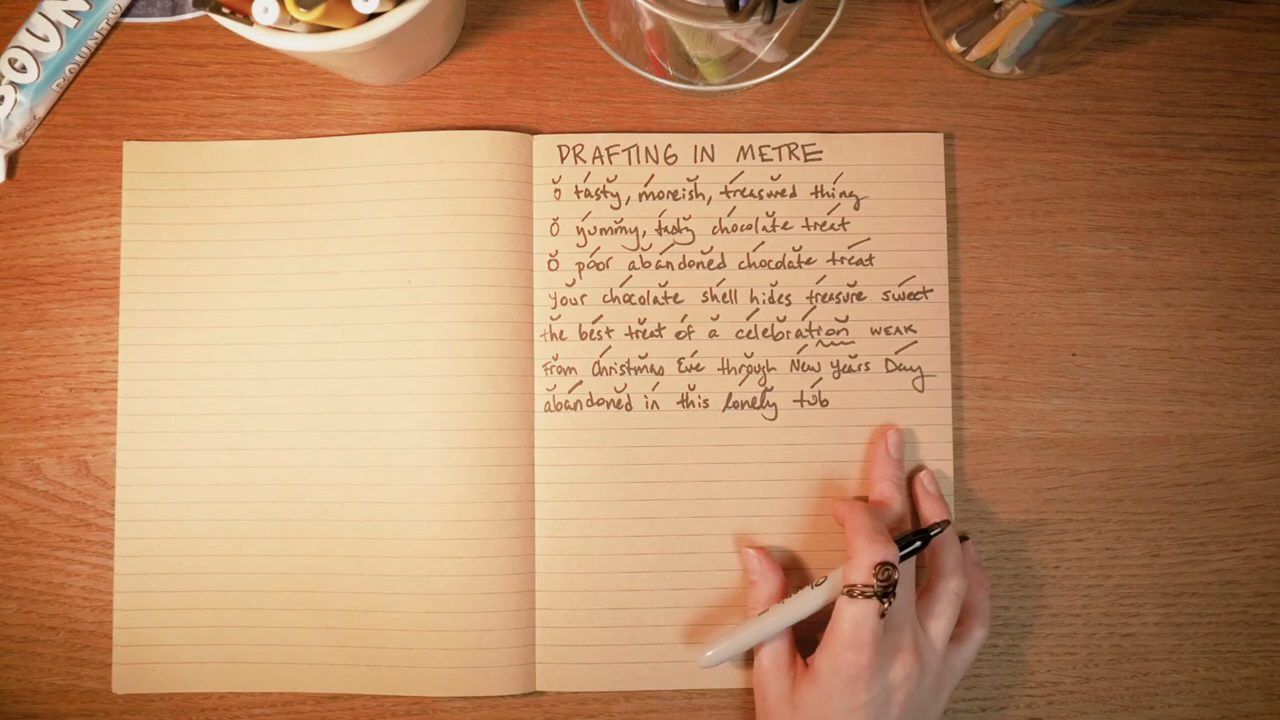 BOUN
BOUNTY
DRAFTING IN METRE
O tasty, moreish, treasured thing
O yummy, tasty chocolate treat
O poor abandoned chocolate treat
your chocolate shell hides treasure sweet
the best treat of a celebration WEAK
From Christmas Eve through New Years Day
abandoned in this lonely tub